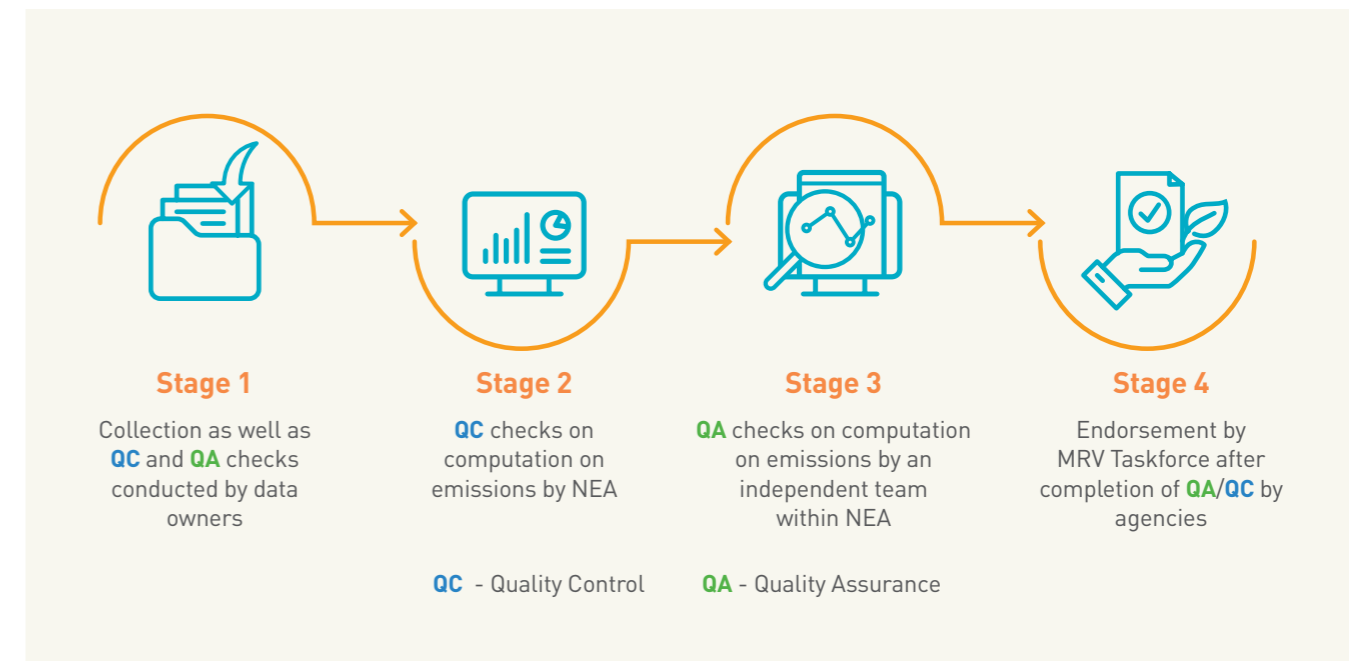 Stage 1
Collection as well as
QC and QA checks
conducted by data
owners
Stage 2
QC checks on
computation on
emissions by NEA
Stage 3
QA checks on computation
on emissions by an
independent team
within NEA
Stage 4
Endorsement by
MRV Taskforce after
completion of QA/QC by
agencies
QC - Quality Control
QA - Quality Assurance